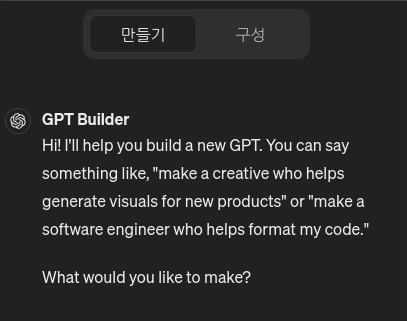 만들기
구성
GPT Builder
Hi! I'll help you build a new GPT. You can say
something like, "make a creative who helps
generate visuals for new products" or "make a
software engineer who helps format my code."
What would you like to make?